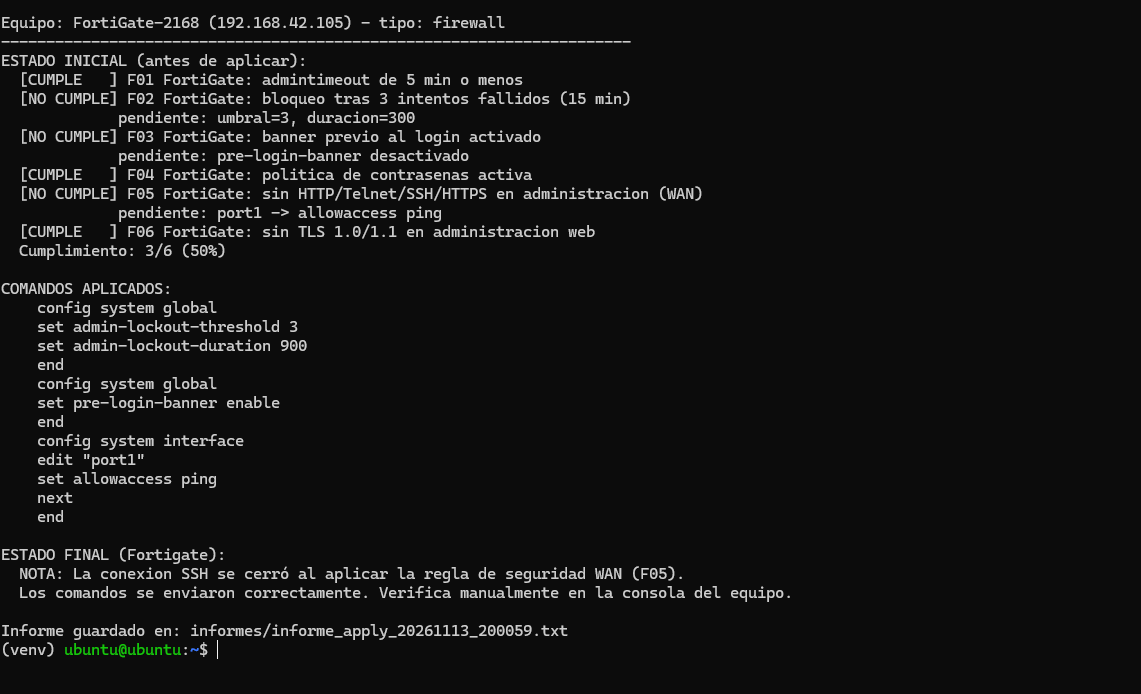 Equipo: FortiGate-2168 (192.168.42.105) - tipo: firewall
----------------------------------------------------------------------
ESTADO INICIAL (antes de aplicar):
  [CUMPLE   ] F01 FortiGate: admintimeout de 5 min o menos
  [NO CUMPLE] F02 FortiGate: bloqueo tras 3 intentos fallidos (15 min)
             pendiente: umbral=3, duracion=300
  [NO CUMPLE] F03 FortiGate: banner previo al login activado
             pendiente: pre-login-banner desactivado
  [CUMPLE   ] F04 FortiGate: politica de contrasenas activa
  [NO CUMPLE] F05 FortiGate: sin HTTP/Telnet/SSH/HTTPS en administracion (WAN)
             pendiente: port1 -> allowaccess ping
  [CUMPLE   ] F06 FortiGate: sin TLS 1.0/1.1 en administracion web
  Cumplimiento: 3/6 (50%)

COMANDOS APLICADOS:
    config system global
    set admin-lockout-threshold 3
    set admin-lockout-duration 900
    end
    config system global
    set pre-login-banner enable
    end
    config system interface
    edit "port1"
    set allowaccess ping
    next
    end

ESTADO FINAL (Fortigate):
  NOTA: La conexion SSH se cerró al aplicar la regla de seguridad WAN (F05).
  Los comandos se enviaron correctamente. Verifica manualmente en la consola del equipo.

Informe guardado en: informes/informe_apply_20261113_200059.txt
(venv) ubuntu@ubuntu:~$